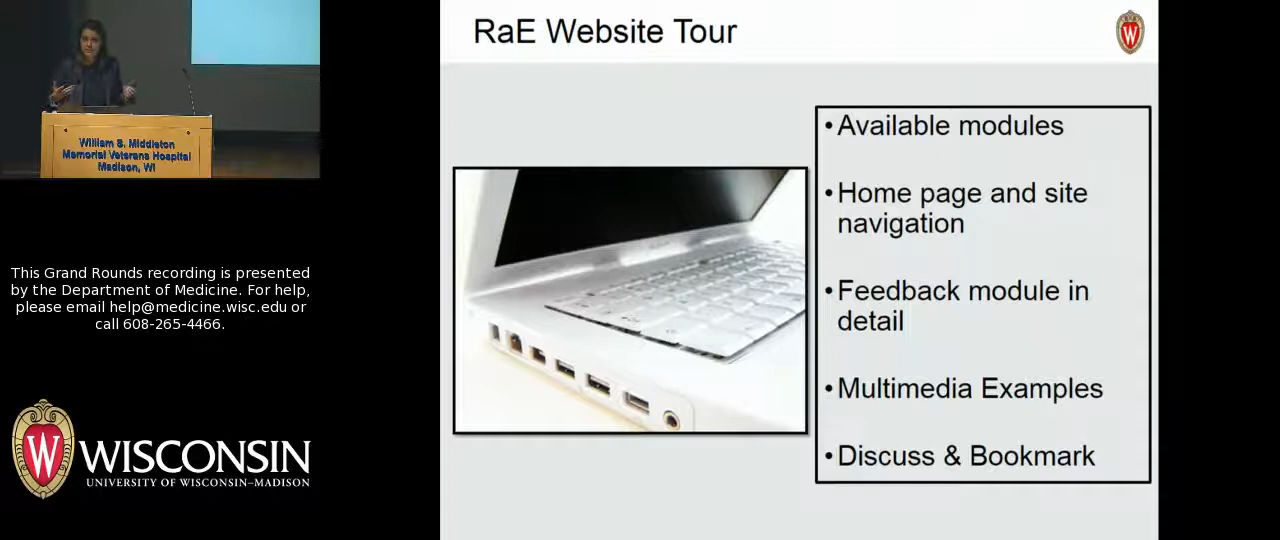 William S. Middleton
Memorial Veterans Hospital
Madison, WI
This Grand Rounds recording is presented
by the Department of Medicine. For help,
please email help@medicine.wisc.edu or
call 608-265-4466.
W
WISCONSIN
UNIVERSITY OF WISCONSIN–MADISON
RaE Website Tour
W
•Available modules
•Home page and site
navigation
•Feedback module in
detail
•Multimedia Examples
•Discuss & Bookmark